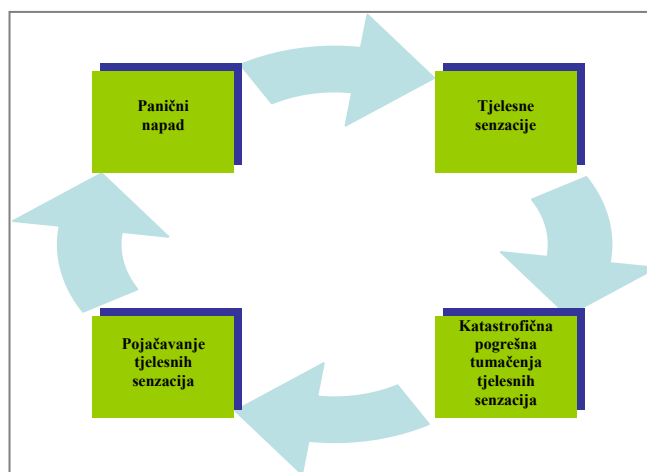 Panični
napad
Tjelesne
senzacije
Pojačavanje
tjelesnih
senzacija
Katastrofična
pogrešna
tumačenja
tjelesnih
senzacija